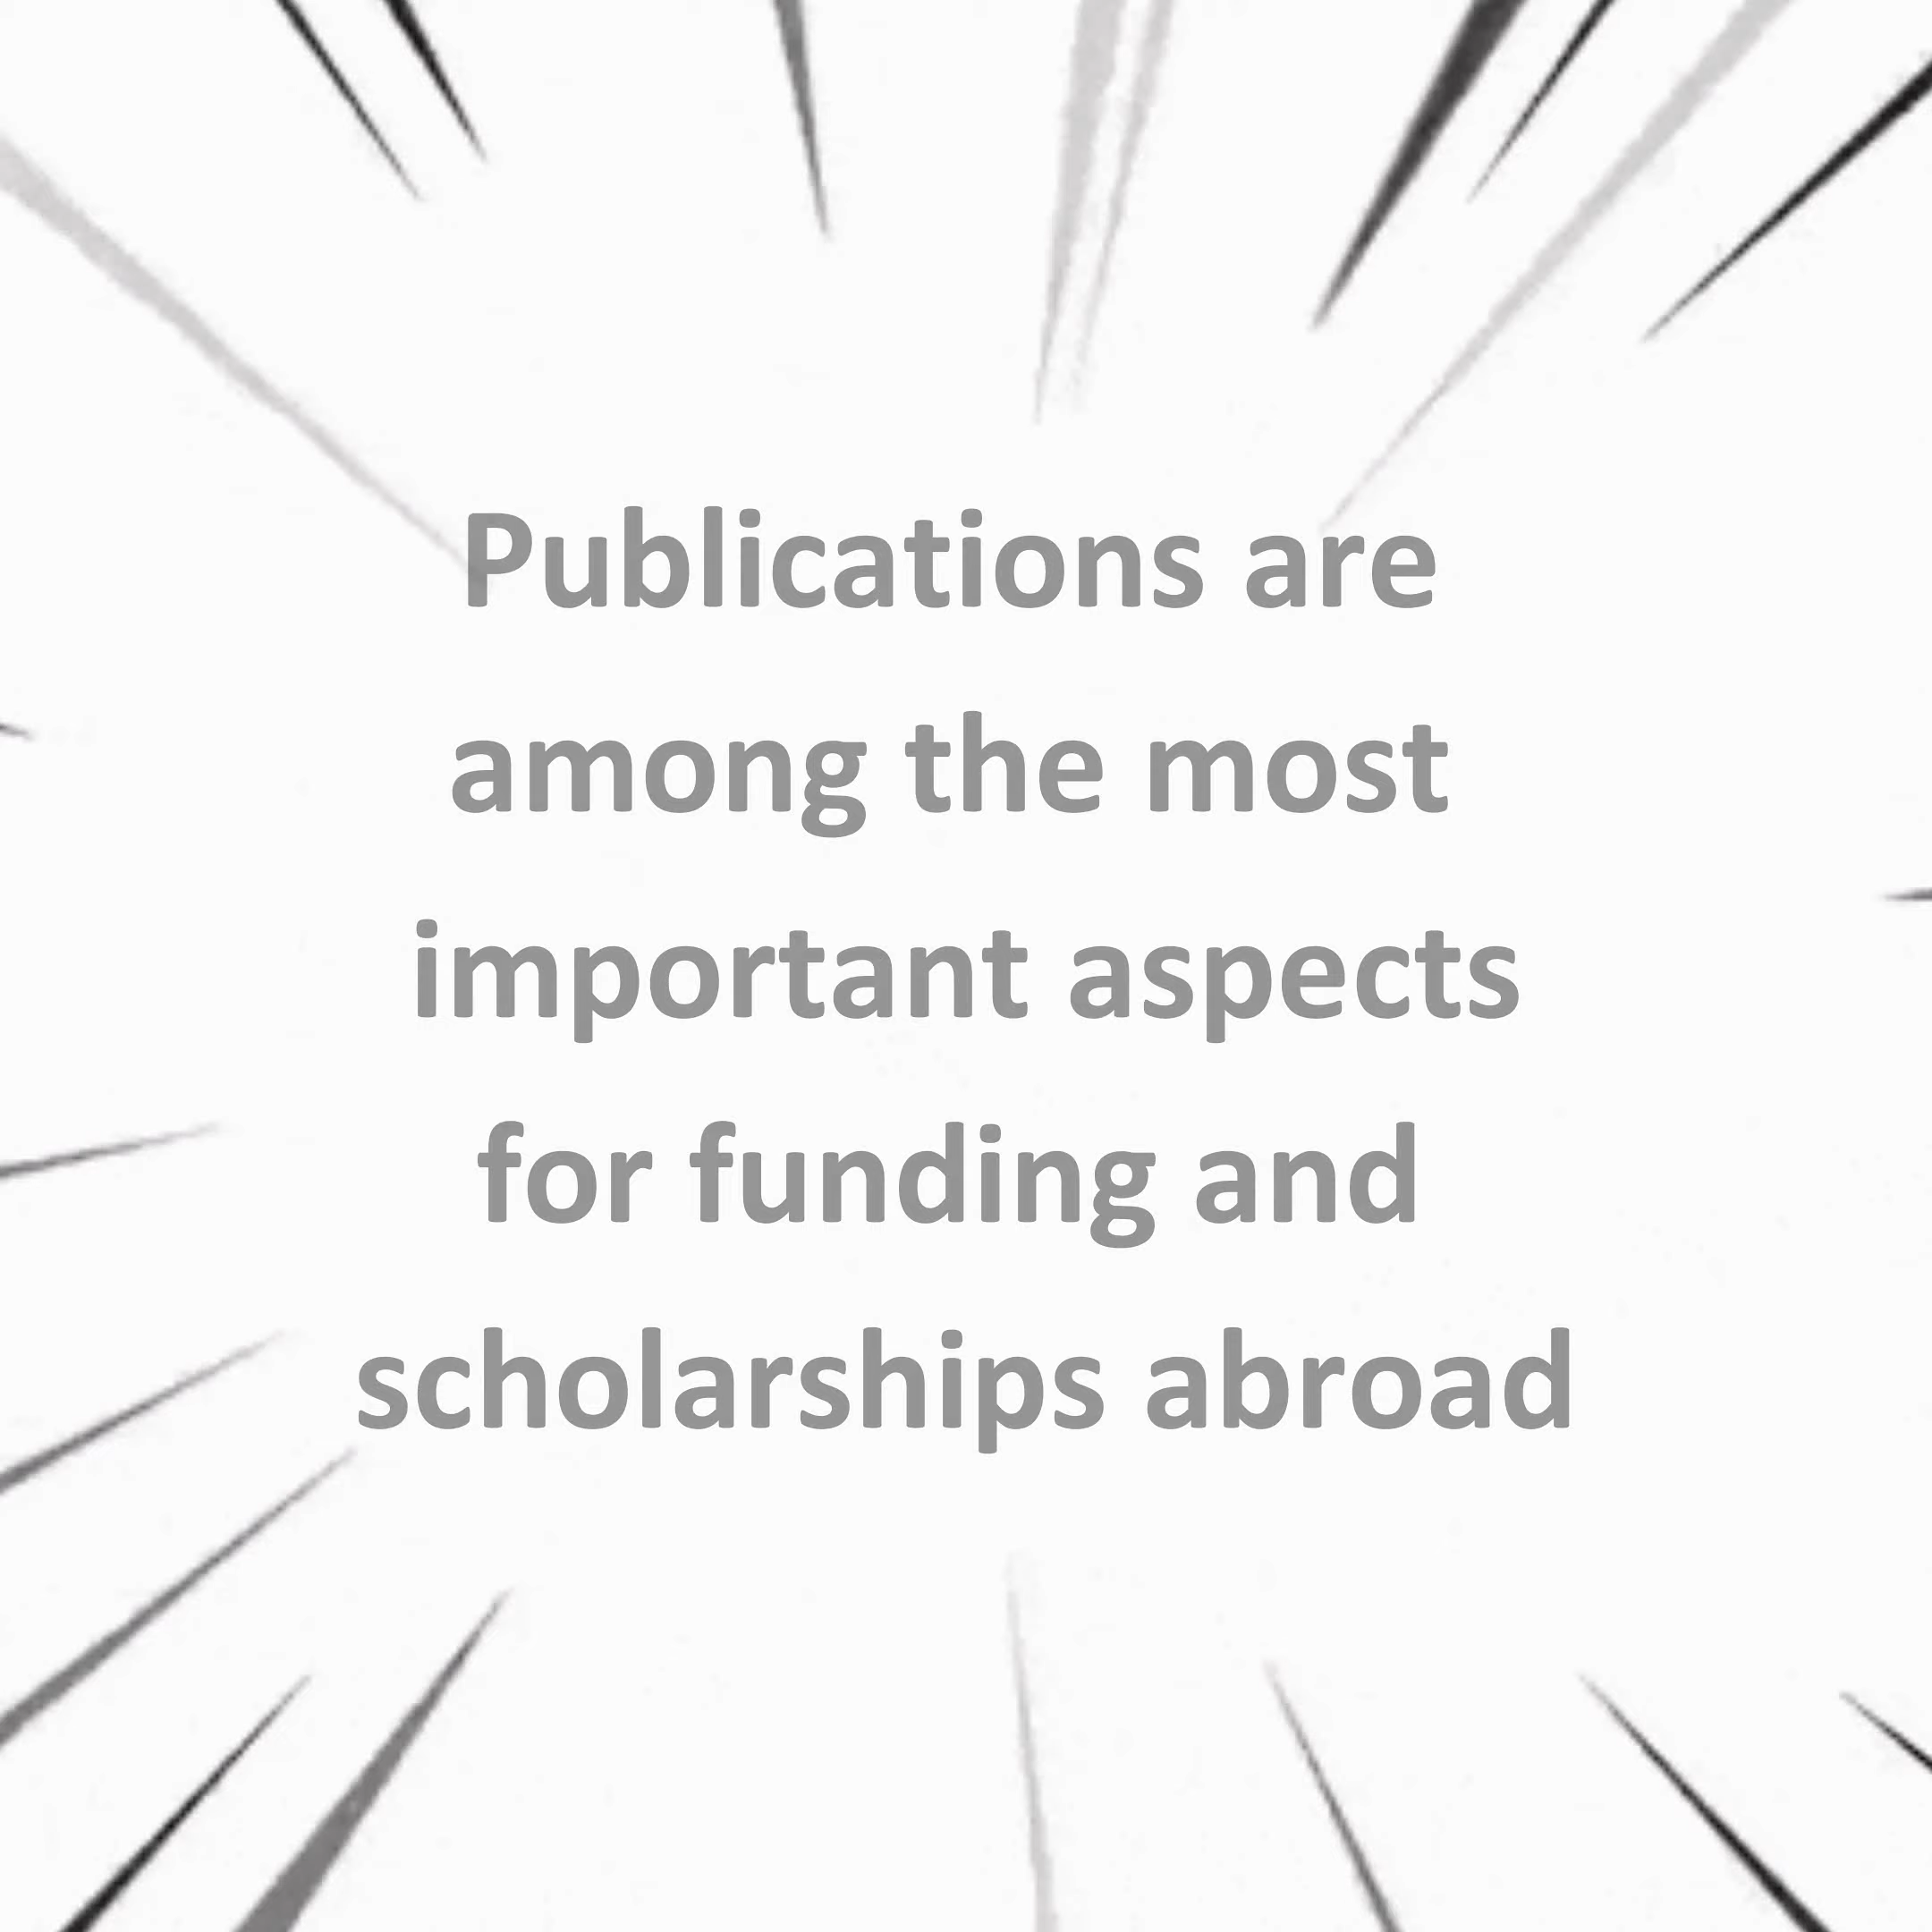 Publications are
among the most
important aspects
for funding and
scholarships abroad